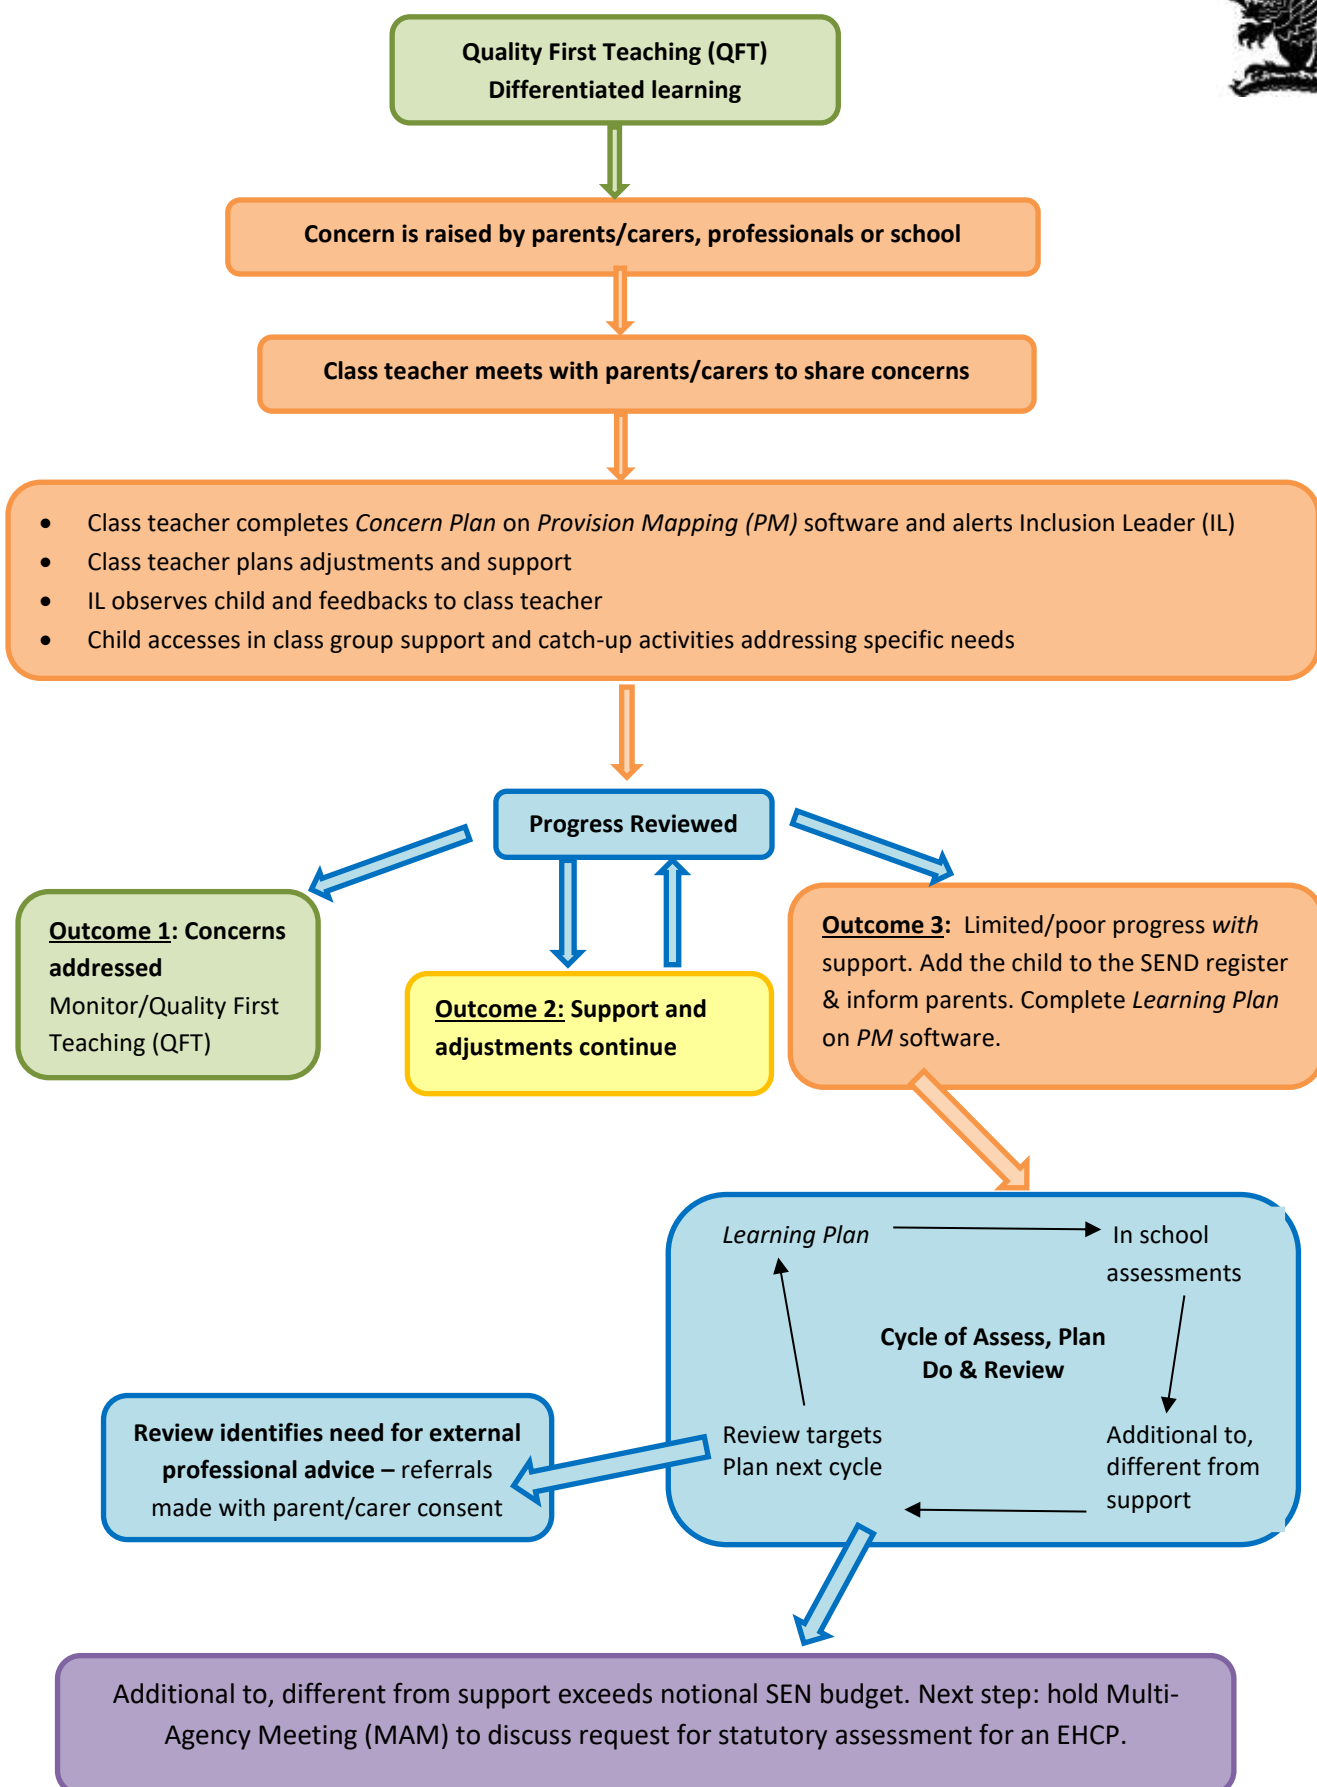 Quality First Teaching (QFT)
Differentiated learning
Concern is raised by parents/carers, professionals or school
Class teacher meets with parents/carers to share concerns
• Class teacher completes Concern Plan on Provision Mapping (PM) software and alerts Inclusion Leader (IL)
• Class teacher plans adjustments and support
• IL observes child and feedbacks to class teacher
• Child accesses in class group support and catch-up activities addressing specific needs
Progress Reviewed
Outcome 1: Concerns
addressed
Monitor/Quality First
Teaching (QFT)
Outcome 2: Support and
adjustments continue
Outcome 3: Limited/poor progress with
support. Add the child to the SEND register
& inform parents. Complete Learning Plan
on PM software.
Learning Plan
In school
assessments
Cycle of Assess, Plan
Do & Review
Additional to,
different from
support
Review targets
Plan next cycle
Review identifies need for external
professional advice – referrals
made with parent/carer consent
Additional to, different from support exceeds notional SEN budget. Next step: hold Multi-
Agency Meeting (MAM) to discuss request for statutory assessment for an EHCP.